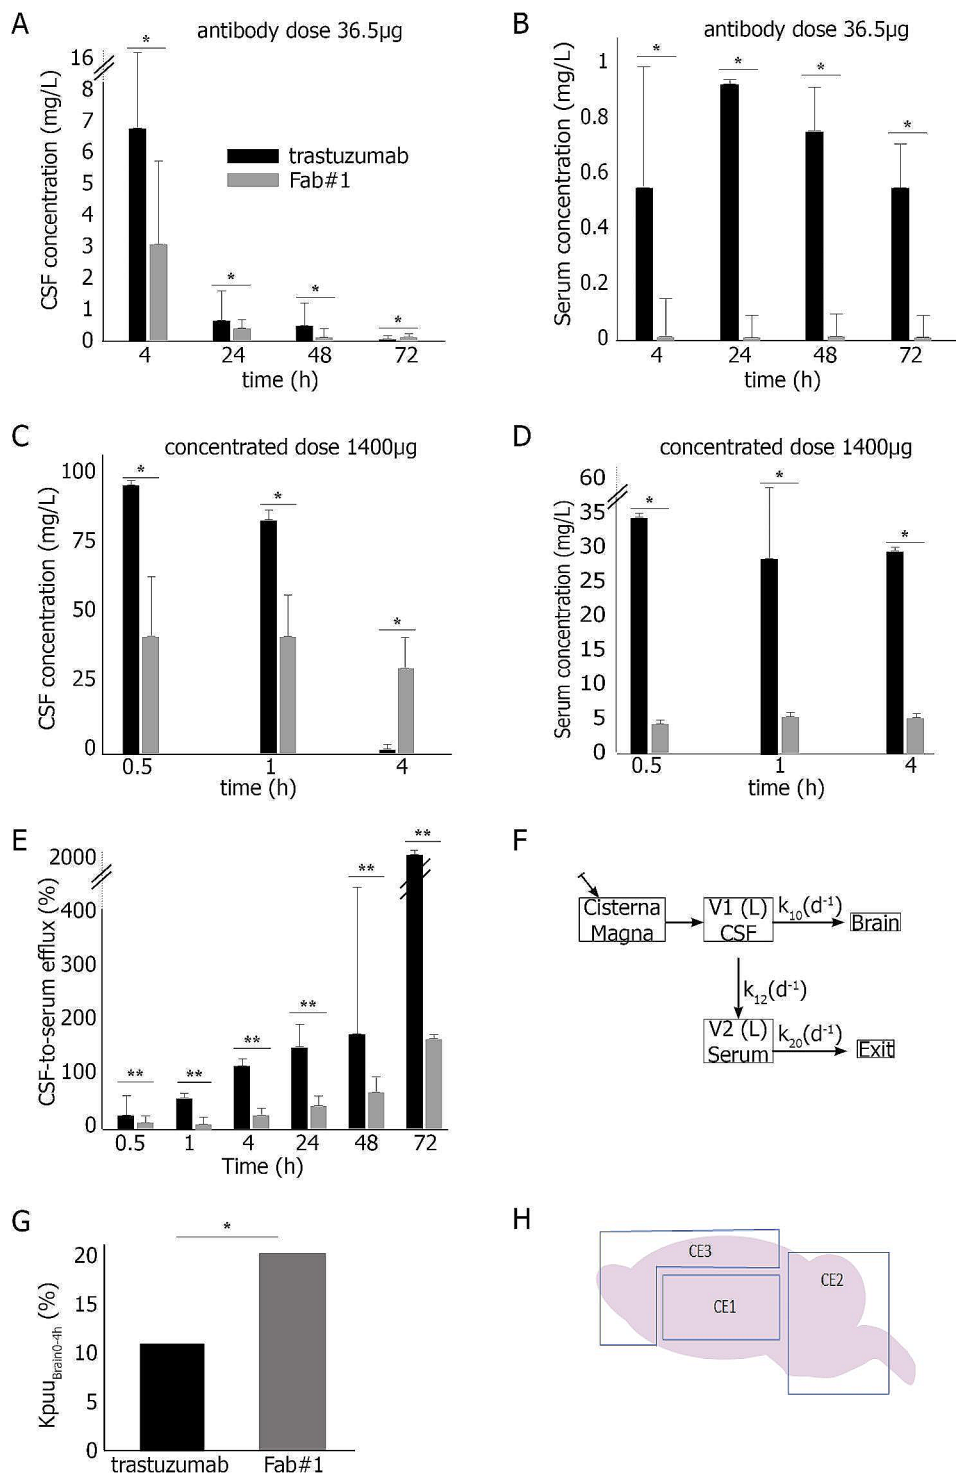 A
antibody dose 36.5µg
CSF concentration (mg/L)
16
8
7
6
5
4
3
2
1
0
*
*
*
*
trastuzumab
Fab#1
4 24 48 72
time (h)
B
antibody dose 36.5µg
Serum concentration (mg/L)
1
0.8
0.6
0.4
0.2
0
*
*
*
*
4 24 48 72
time (h)
C
concentrated dose 1400µg
CSF concentration (mg/L)
100
75
50
25
0
*
*
*
0.5 1 4
time (h)
D
concentrated dose 1400µg
Serum concentration (mg/L)
60
35
30
25
20
15
10
5
0
*
*
*
0.5 1 4
time (h)
E
CSF-to-serum efflux (%)
2000
400
300
200
100
0
**
**
**
**
**
**
0.5 1 4 24 48 72
Time (h)
F
Cisterna
Magna
V1 (L)
CSF
k10(d-1)
Brain
k12(d-1)
V2 (L)
Serum
k20(d-1)
Exit
G
KpuuBrain0-4h (%)
20
15
10
5
0
*
trastuzumab Fab#1
H
CE3
CE2
CE1